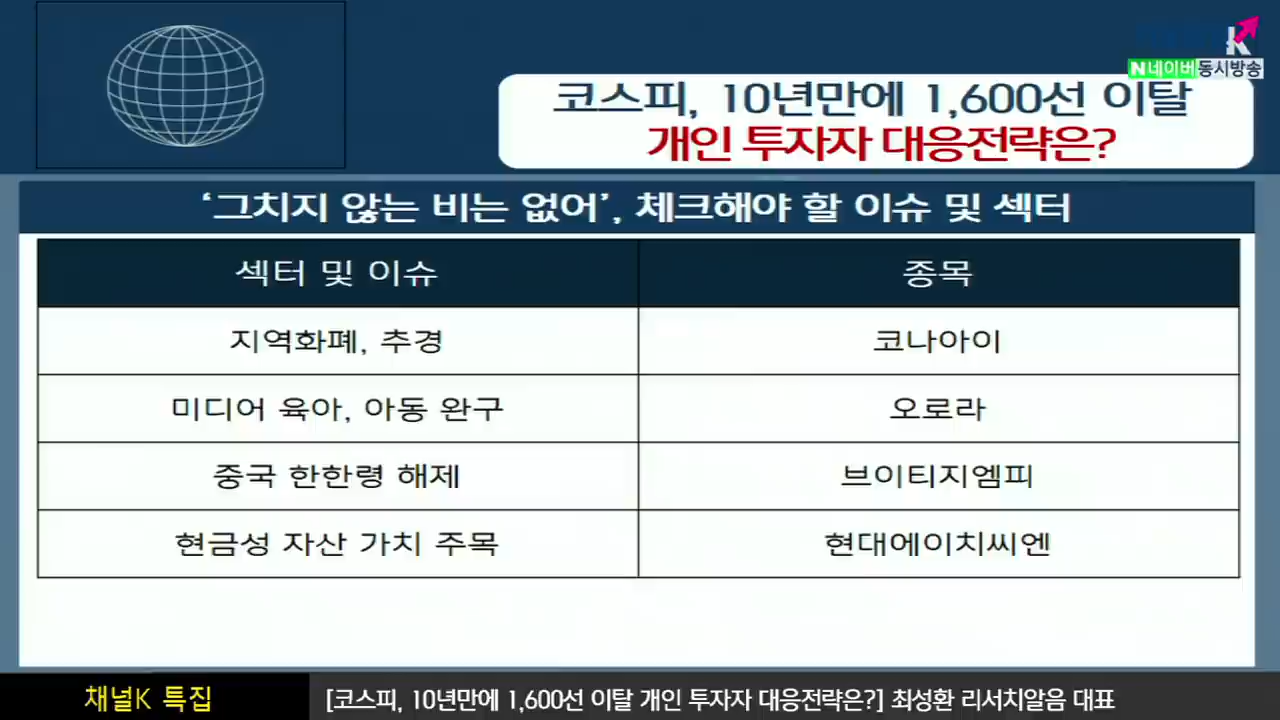 K
N네이버동시방송
코스피, 10년만에 1,600선 이탈
개인 투자자 대응전략은?
‘그치지 않는 비는 없어’, 체크해야 할 이슈 및 섹터
섹터 및 이슈 종목
지역화폐, 추경 코나아이
미디어 육아, 아동 완구 오로라
중국 한한령 해제 브이티지엠피
현금성 자산 가치 주목 현대에이치씨엔
채널K 특집 [코스피, 10년만에 1,600선 이탈 개인 투자자 대응전략은?] 최성환 리서치알음 대표